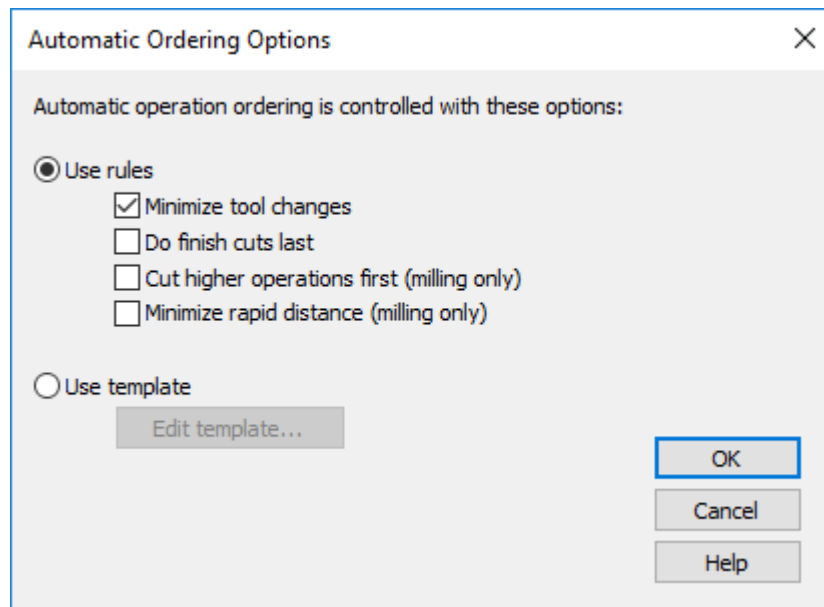 Automatic Ordering Options
Automatic operation ordering is controlled with these options:
Use rules
Minimize tool changes
Do finish cuts last
Cut higher operations first (milling only)
Minimize rapid distance (milling only)
Use template
Edit template...
OK
Cancel
Help